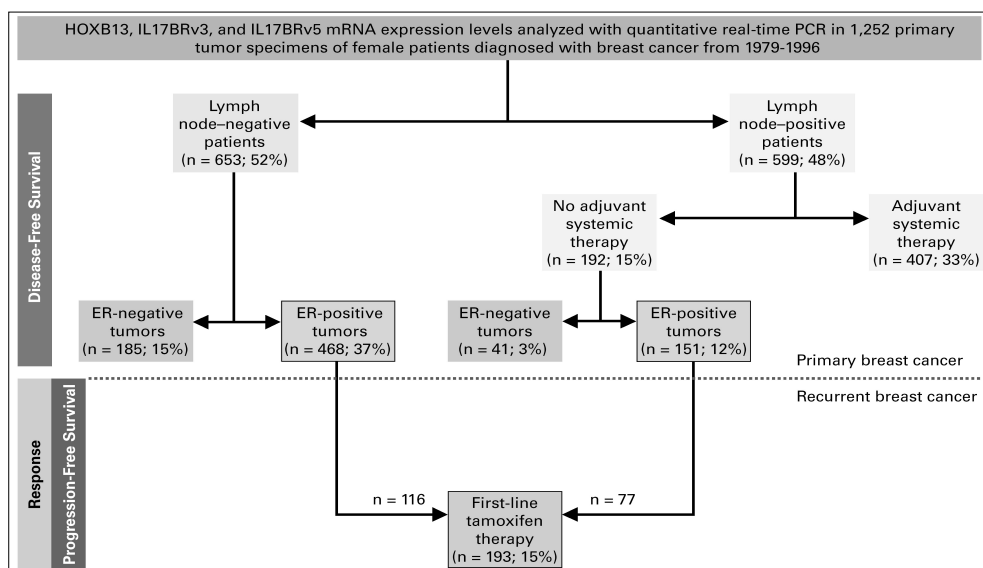 HOXB13, IL17BRv3, and IL17BRv5 mRNA expression levels analyzed with quantitative real-time PCR in 1,252 primary
tumor specimens of female patients diagnosed with breast cancer from 1979-1996
Disease-Free Survival
Lymph
node–negative
patients
(n = 653; 52%)
Lymph
node–positive
patients
(n = 599; 48%)
No adjuvant
systemic
therapy
(n = 192; 15%)
Adjuvant
systemic
therapy
(n = 407; 33%)
ER-negative
tumors
(n = 185; 15%)
ER-positive
tumors
(n = 468; 37%)
ER-negative
tumors
(n = 41; 3%)
ER-positive
tumors
(n = 151; 12%)
Primary breast cancer
Recurrent breast cancer
Response
Progression-Free Survival
n = 116
First-line
tamoxifen
therapy
(n = 193; 15%)
n = 77